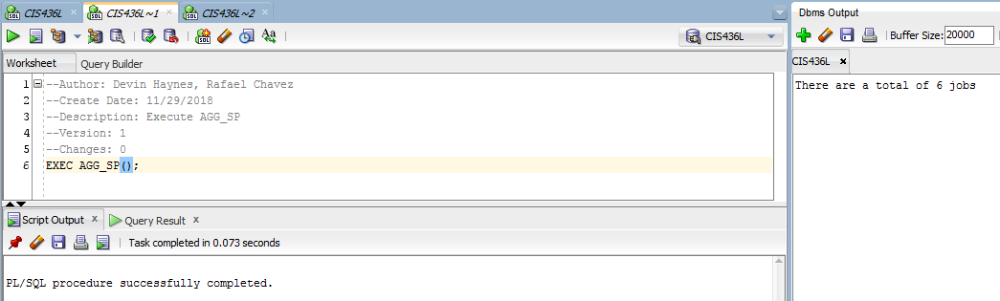 CIS436L
CIS436L~1
CIS436L~2
CIS436L
Worksheet
Query Builder
1 --Author: Devin Haynes, Rafael Chavez
2 --Create Date: 11/29/2018
3 --Description: Execute AGG_SP
4 --Version: 1
5 --Changes: 0
6 EXEC AGG_SP();
Script Output
Query Result
Task completed in 0.073 seconds
PL/SQL procedure successfully completed.
Dbms Output
Buffer Size: 20000
CIS436L
There are a total of 6 jobs